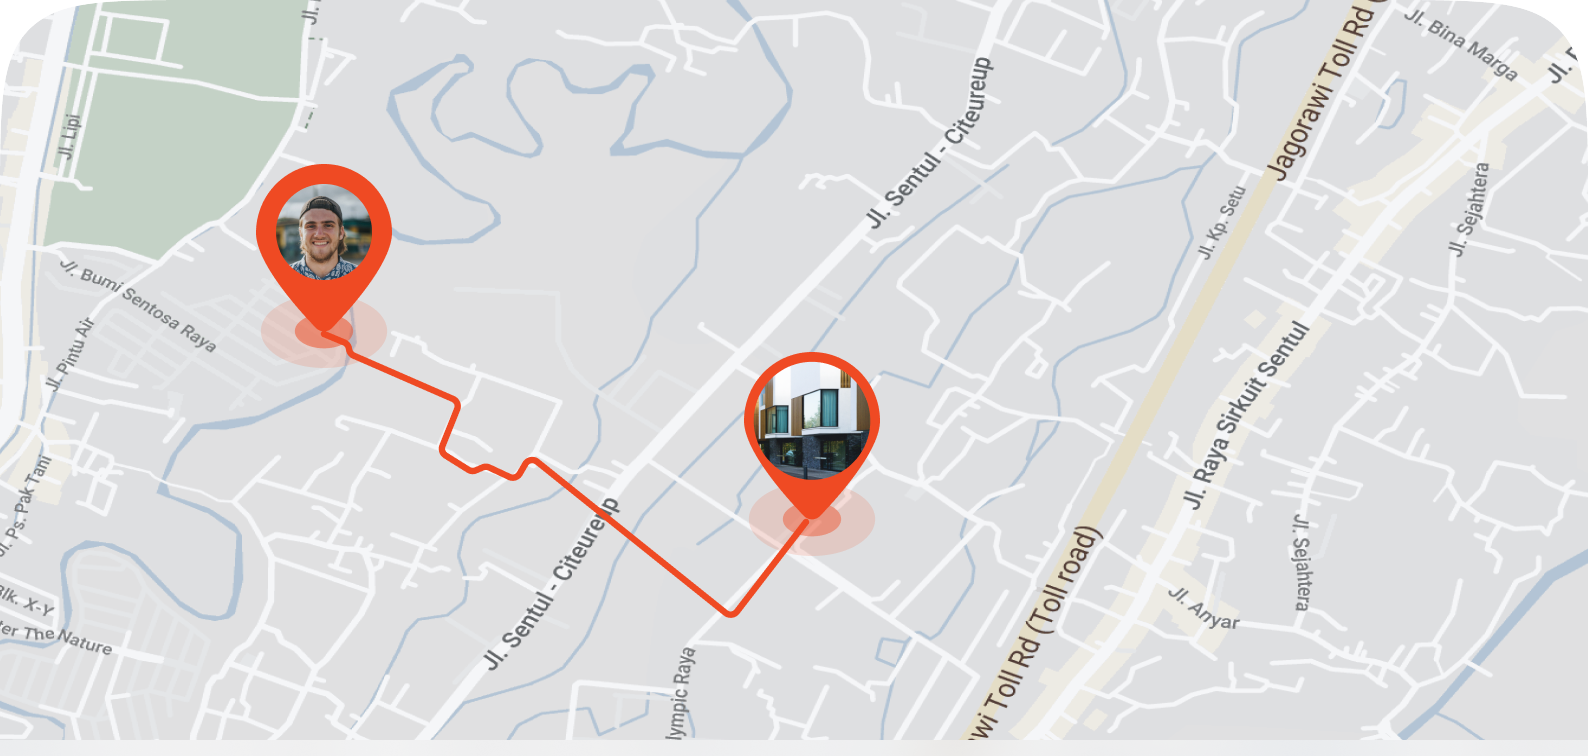 Jl.
Jl. Bina Marga
Jl. Lipi
Jagorawi Toll Rd
Jl. Sentul - Citeureup
Jl. Kp. Setu
Jl. Sejahtera
Jl. Bumi Sentosa Raya
Jl. Pintu Air
Jl. Raya Sirkuit Sentul
Jl. Ps. Pak Tani
Jl. Sentul - Citeureup
Jl. Sejahtera
wi Toll Rd (Toll road)
Blk. X-Y
Jl. Anyar
ter The Nature
lympic Raya